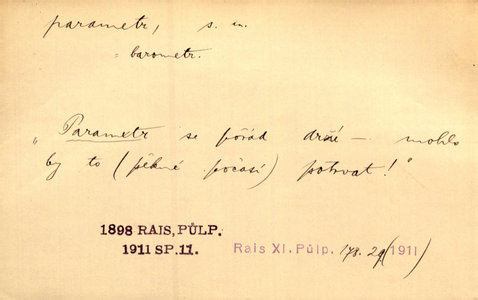 parametr, s. m.
= barometr.
„Parametr se pořád drží — mohlo
by to (pěkné počasí) potrvat!"
1898 RAIS, PŮLP.
1911 SP. 11.
Rais XI. Půlp. 178. 29 (1911)